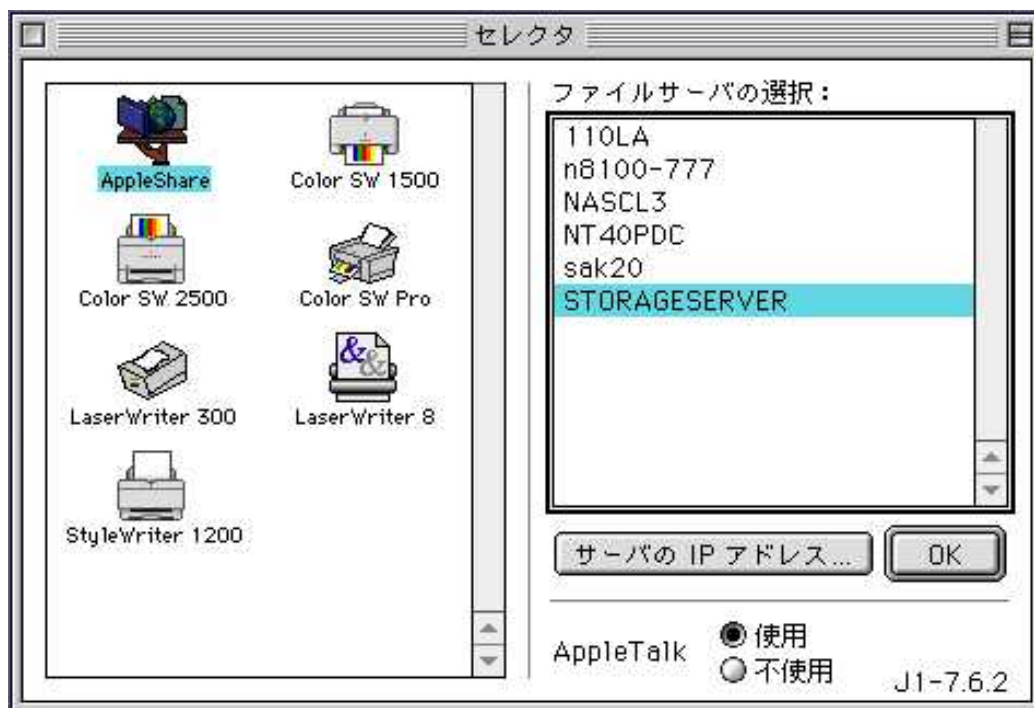 セレクタ
AppleShare
Color SW 1500
Color SW 2500
Color SW Pro
LaserWriter 300
LaserWriter 8
StyleWriter 1200
ファイルサーバの選択：
110LA
n8100-777
NASCL3
NT40PDC
sak20
STORAGESERVER
サーバの IP アドレス...
OK
AppleTalk
使用
不使用
J1-7.6.2